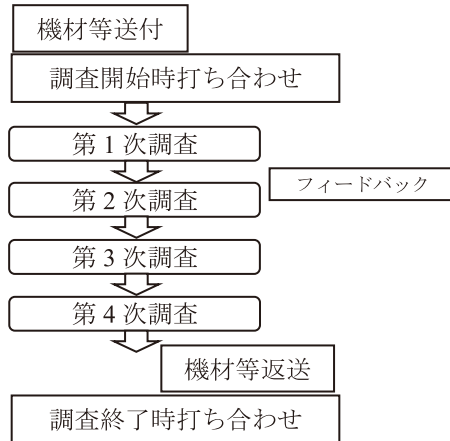 機材等送付
調査開始時打ち合わせ
第1次調査
フィードバック
第2次調査
第3次調査
第4次調査
機材等返送
調査終了時打ち合わせ